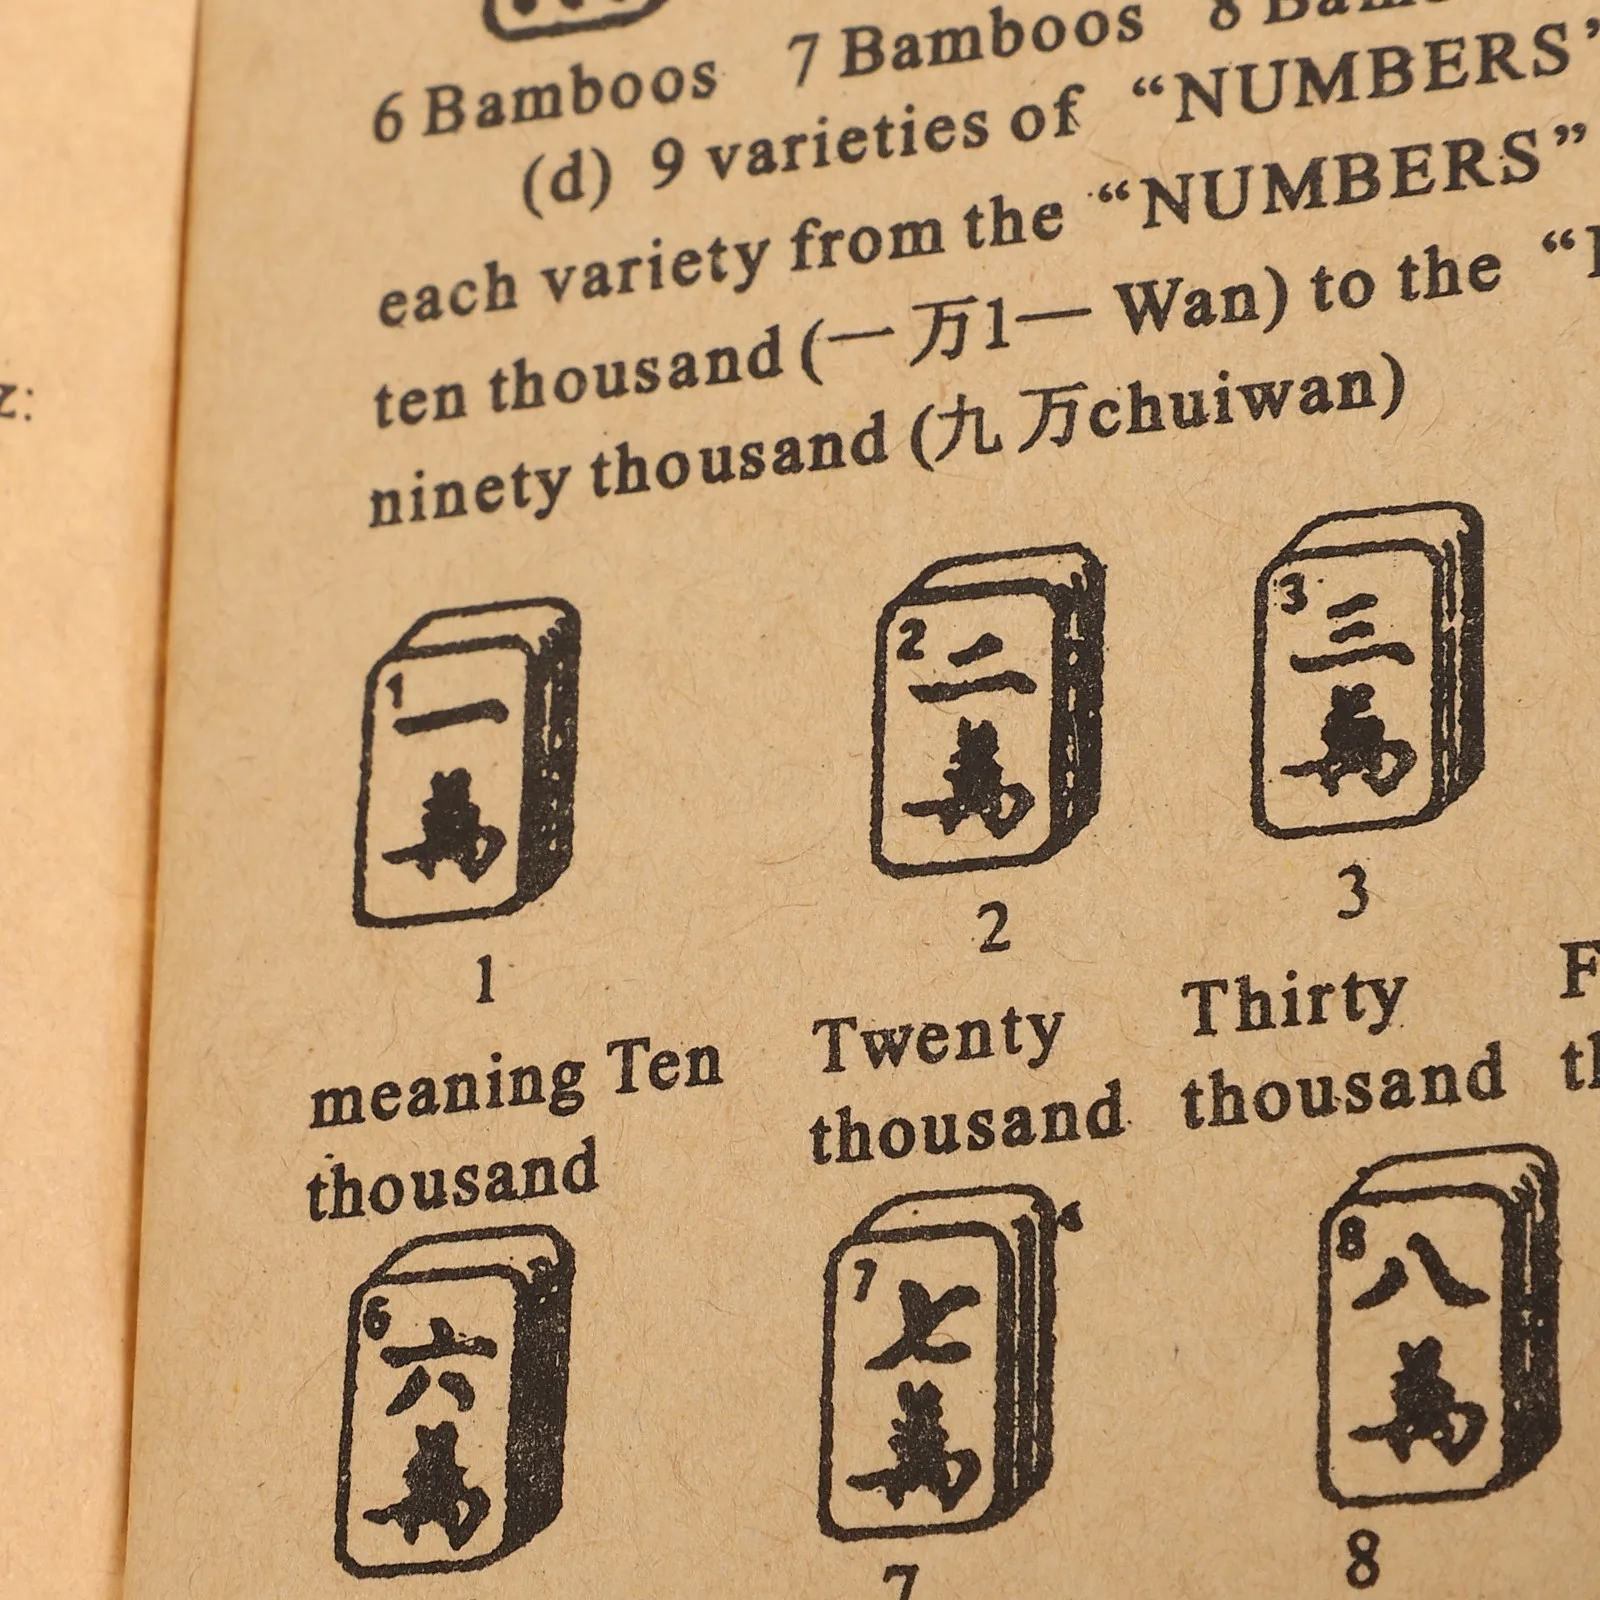 6 Bamboos 7 Bamboos 8
(d) 9 varieties of “NUMBERS”
each variety from the “NUMBERS”
ten thousand (一 万1一 Wan) to the “
ninety thousand (九 万chuiwan)
1 一 萬
2 二 萬
3 三 萬
1 2 3
meaning Ten Twenty Thirty
thousand thousand thousand
6 六 萬
7 七 萬
8 八 萬
7 8